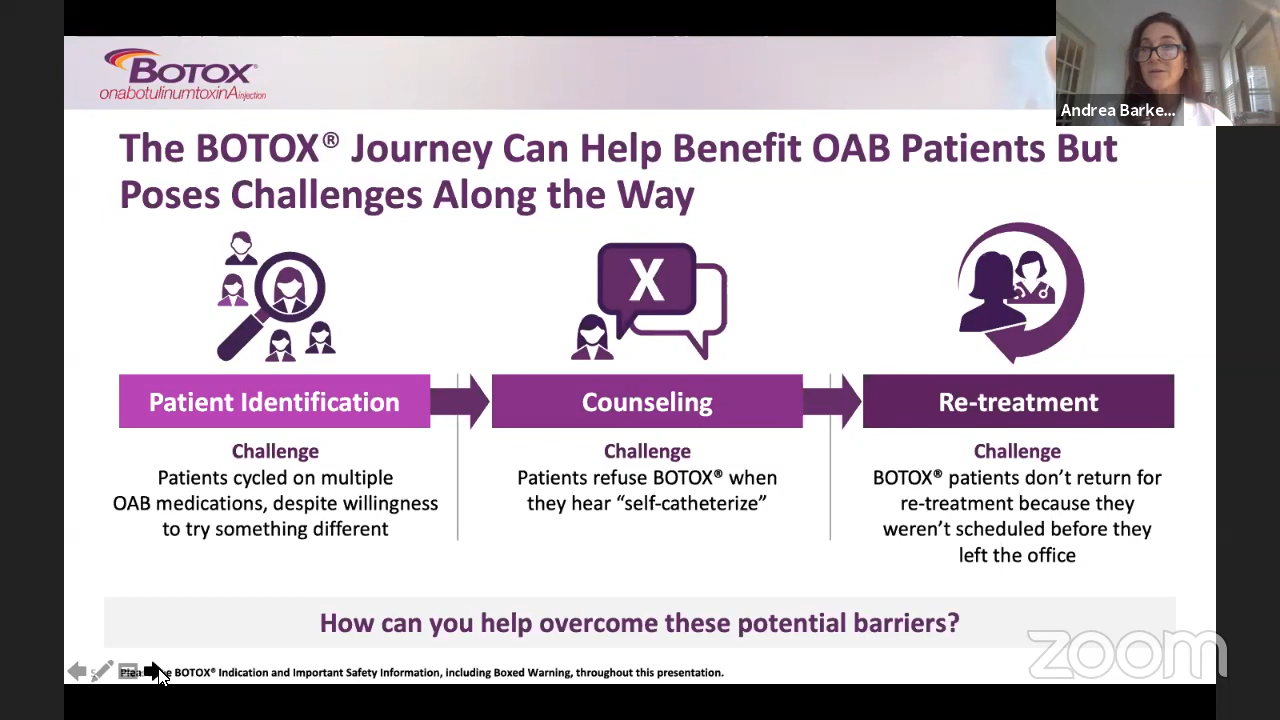 BOTOX®
onabotulinumtoxinA injection
Andrea Barke...
The BOTOX® Journey Can Help Benefit OAB Patients But
Poses Challenges Along the Way
X
Patient Identification
Counseling
Re-treatment
Challenge
Patients cycled on multiple
OAB medications, despite willingness
to try something different
Challenge
Patients refuse BOTOX® when
they hear “self-catheterize”
Challenge
BOTOX® patients don’t return for
re-treatment because they
weren’t scheduled before they
left the office
How can you help overcome these potential barriers?
zoom
BOTOX® Indication and Important Safety Information, including Boxed Warning, throughout this presentation.